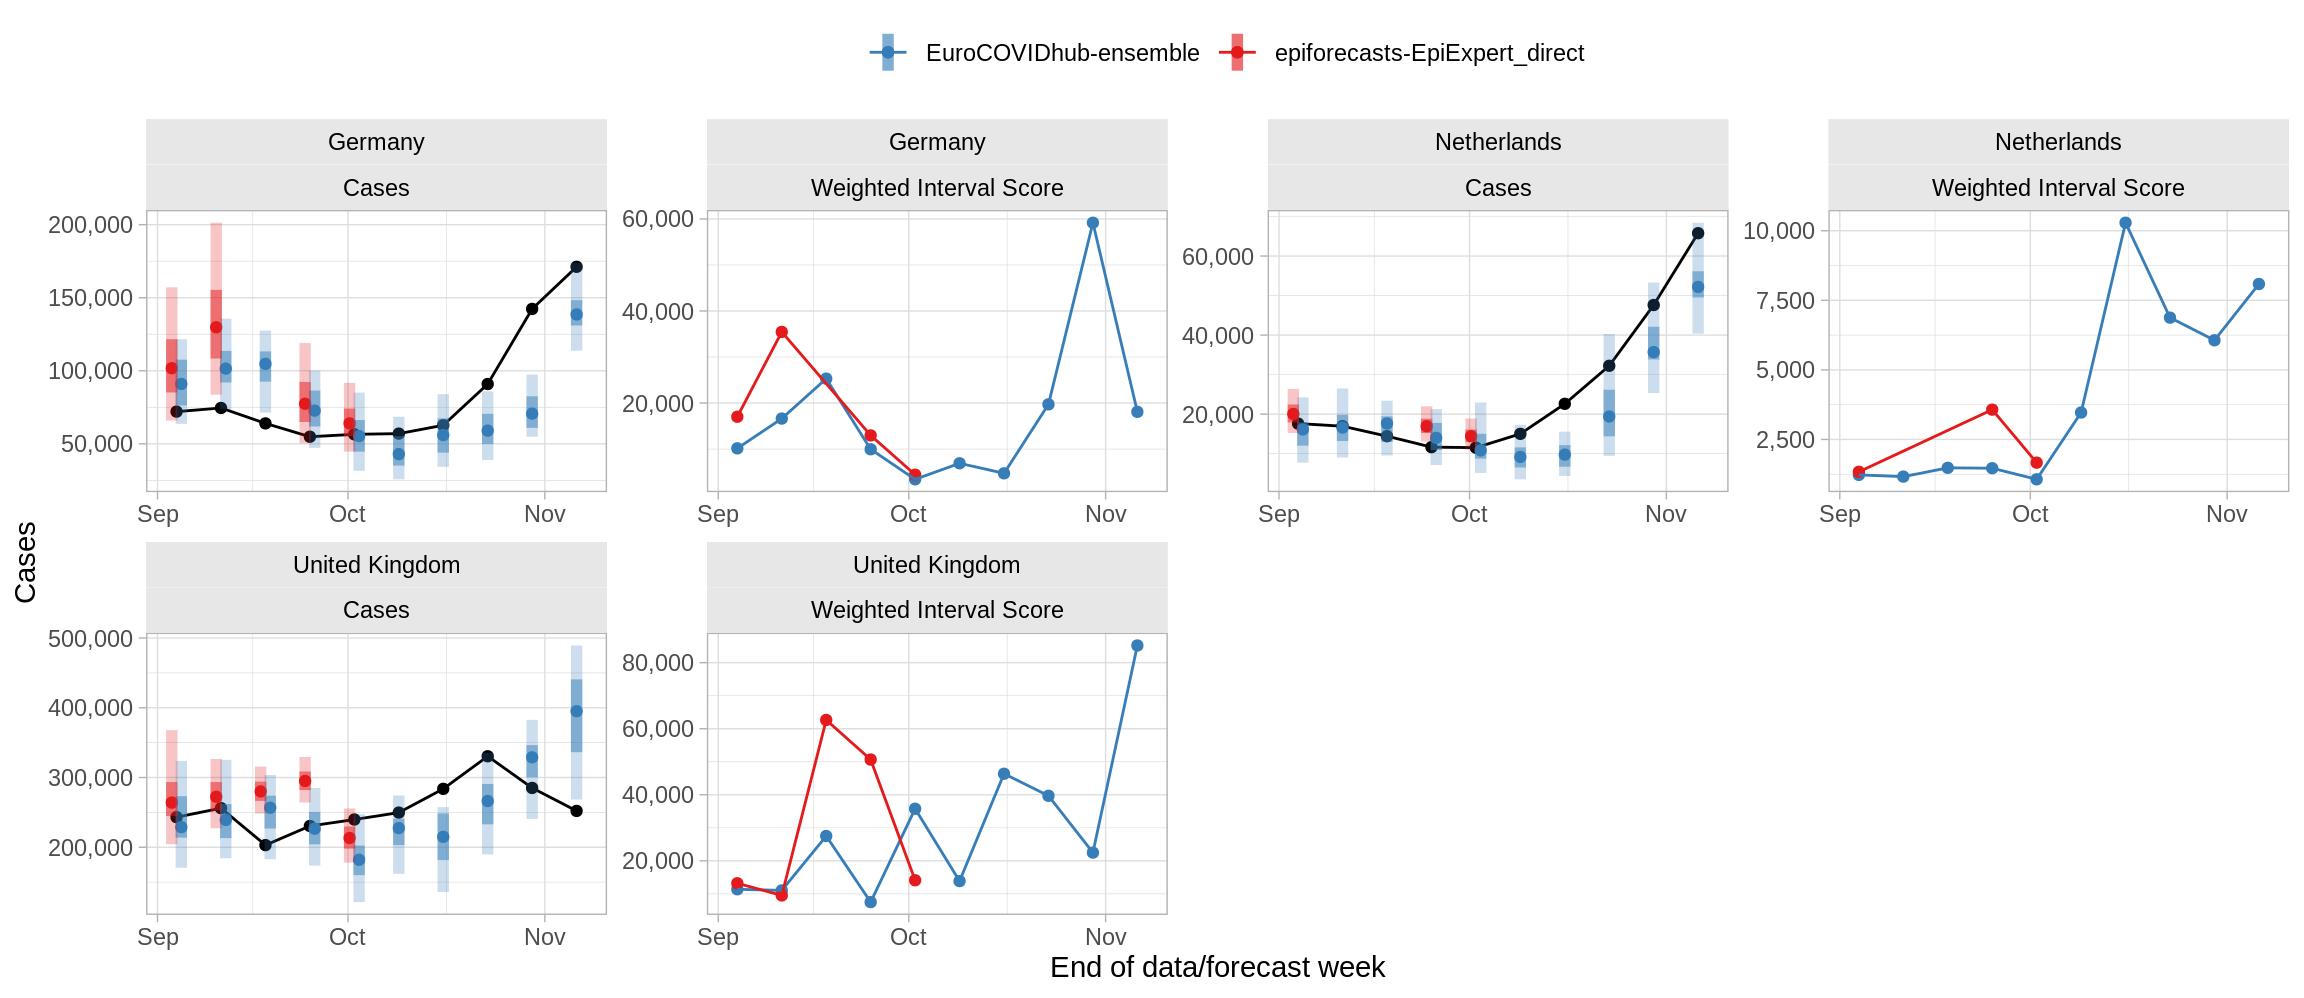 EuroCOVIDhub-ensemble epiforecasts-EpiExpert_direct
Germany Germany Netherlands Netherlands
Cases Weighted Interval Score Cases Weighted Interval Score
200,000
150,000
100,000
50,000
Sep Oct Nov
60,000
40,000
20,000
Sep Oct Nov
60,000
40,000
20,000
Sep Oct Nov
10,000
7,500
5,000
2,500
Sep Oct Nov
United Kingdom United Kingdom
Cases Weighted Interval Score
500,000
400,000
300,000
200,000
Sep Oct Nov
80,000
60,000
40,000
20,000
Sep Oct Nov
Cases
End of data/forecast week